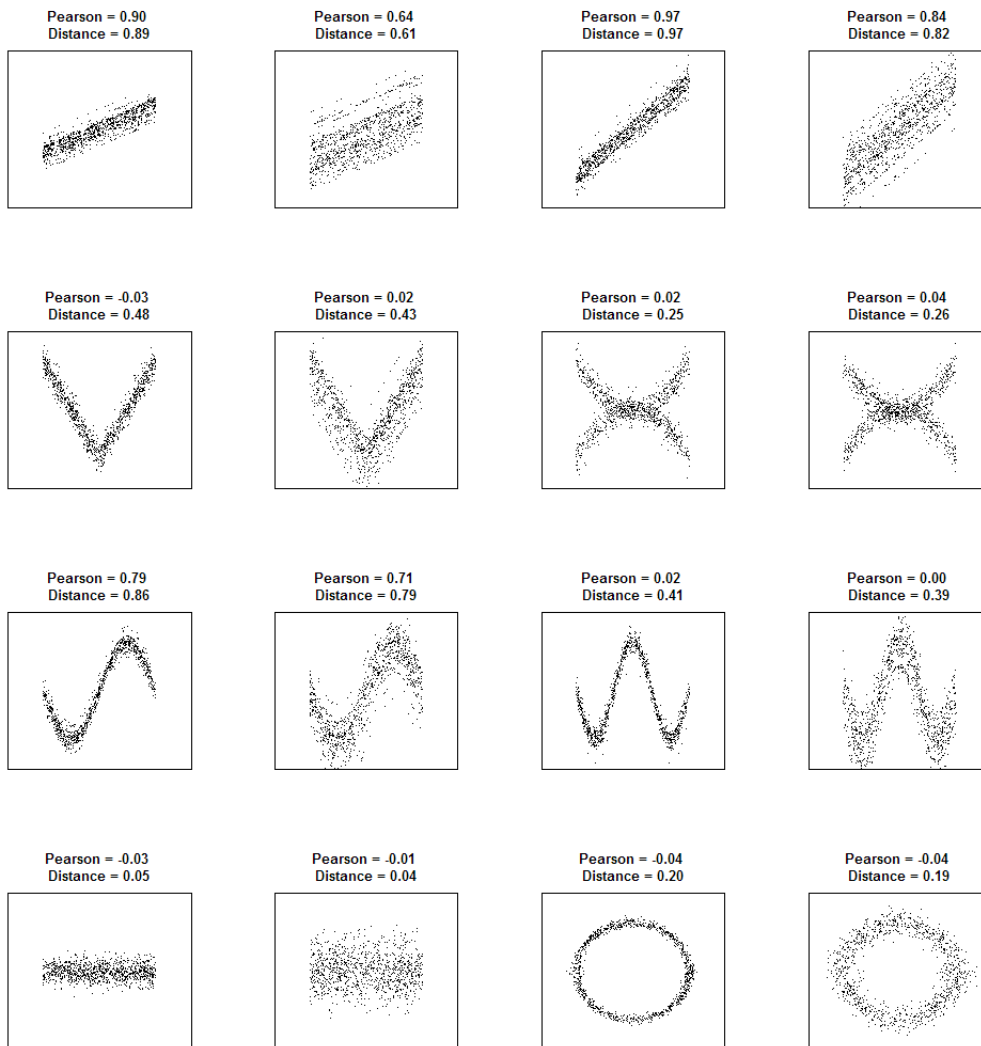 Pearson = 0.90
Distance = 0.89
Pearson = 0.64
Distance = 0.61
Pearson = 0.97
Distance = 0.97
Pearson = 0.84
Distance = 0.82
Pearson = -0.03
Distance = 0.48
Pearson = 0.02
Distance = 0.43
Pearson = 0.02
Distance = 0.25
Pearson = 0.04
Distance = 0.26
Pearson = 0.79
Distance = 0.86
Pearson = 0.71
Distance = 0.79
Pearson = 0.02
Distance = 0.41
Pearson = 0.00
Distance = 0.39
Pearson = -0.03
Distance = 0.05
Pearson = -0.01
Distance = 0.04
Pearson = -0.04
Distance = 0.20
Pearson = -0.04
Distance = 0.19